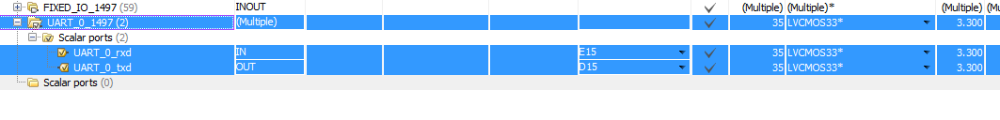 FIXED_IO_1497 (59) INOUT (Multiple) (Multiple)* (Multiple)
UART_0_1497 (2) (Multiple) 35 LVCMOS33* 3.300
Scalar ports (2)
UART_0_rxd IN E15 35 LVCMOS33* 3.300
UART_0_txd OUT D15 35 LVCMOS33* 3.300
Scalar ports (0)